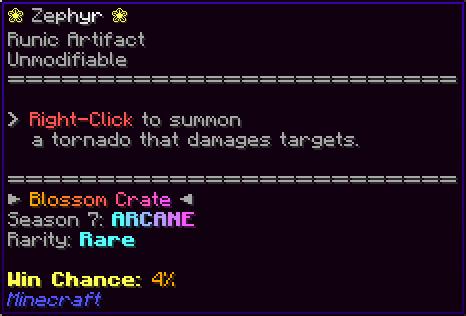 ❀ Zephyr ❀
Runic Artifact
Unmodifiable
============================
> Right-Click to summon
a tornado that damages targets.
============================
► Blossom Crate ◄
Season 7: ARCANE
Rarity: Rare
Win Chance: 4%
Minecraft